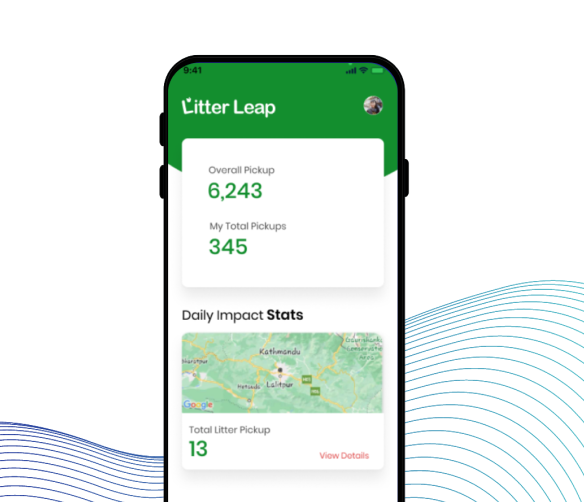 9:41
Litter Leap
Overall Pickup
6,243
My Total Pickups
345
Daily Impact Stats
Kathmandu
Lalitpur
Hetauda
Google
Total Litter Pickup
13
View Details